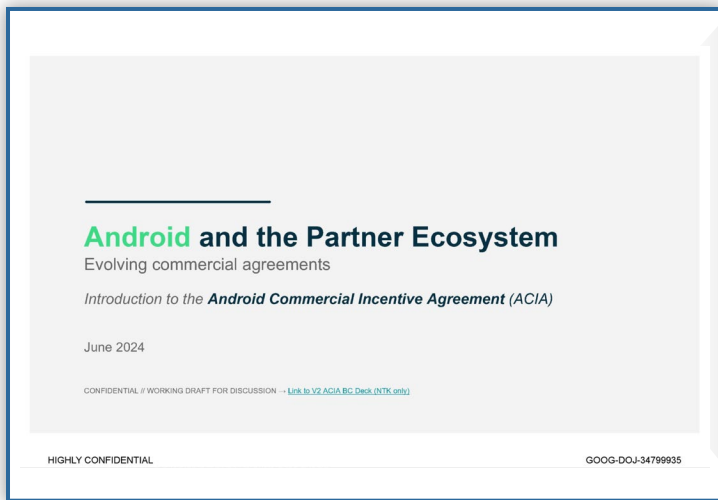 Android and the Partner Ecosystem
Evolving commercial agreements
Introduction to the Android Commercial Incentive Agreement (ACIA)
June 2024
CONFIDENTIAL // WORKING DRAFT FOR DISCUSSION → Link to V2 ACIA BC Deck (NTK only)
HIGHLY CONFIDENTIAL
GOOG-DOJ-34799935